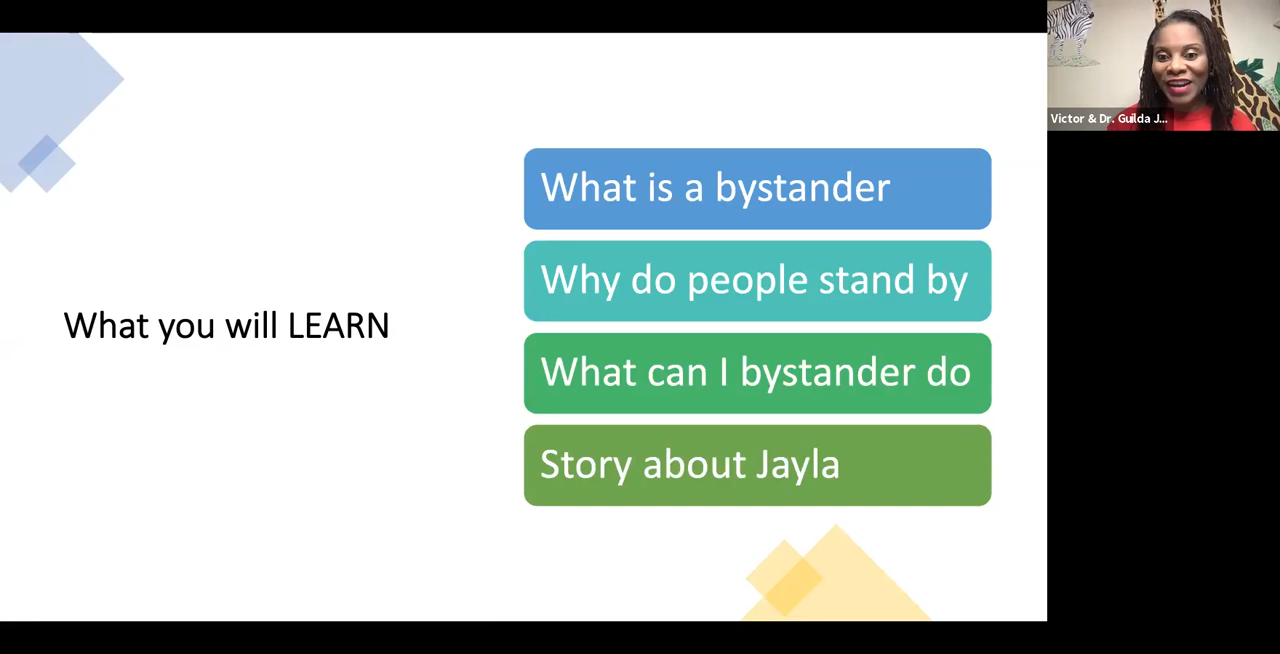 What you will LEARN
What is a bystander
Why do people stand by
What can I bystander do
Story about Jayla
Victor & Dr. Guilda J...